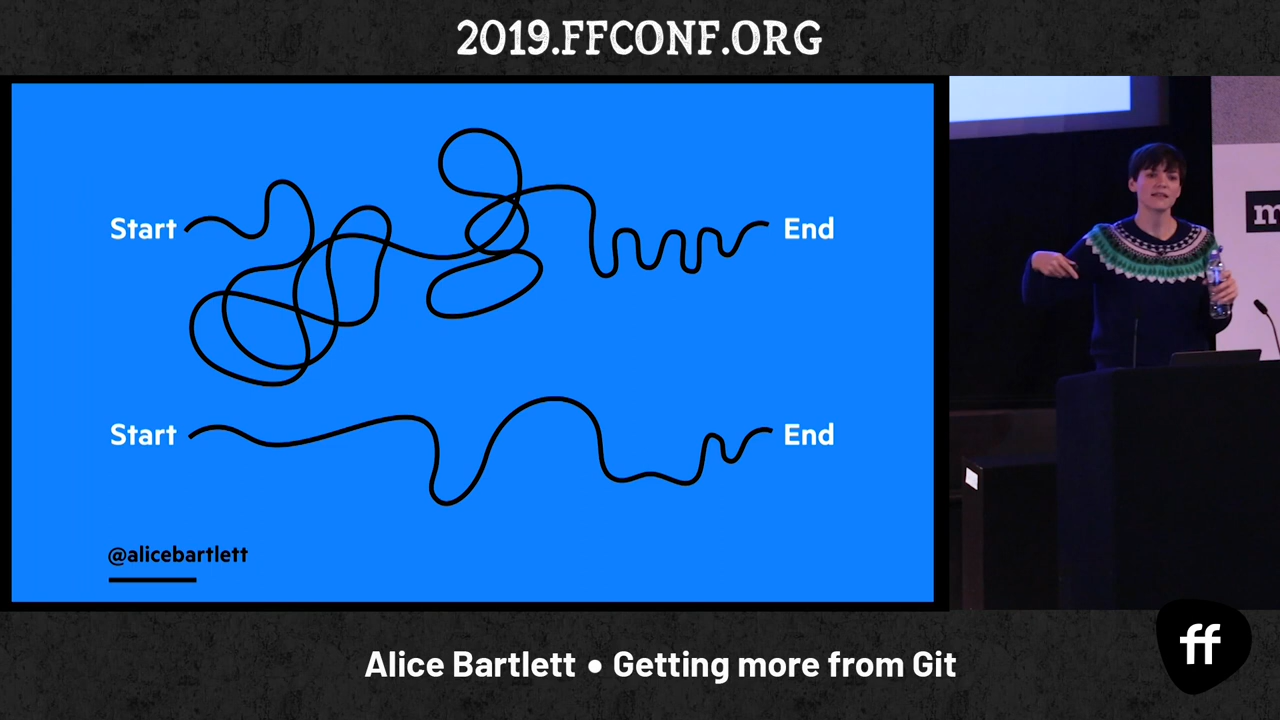 2019.FFCONF.ORG
Start
End
Start
End
@alicebartlett
m
Alice Bartlett • Getting more from Git
ff